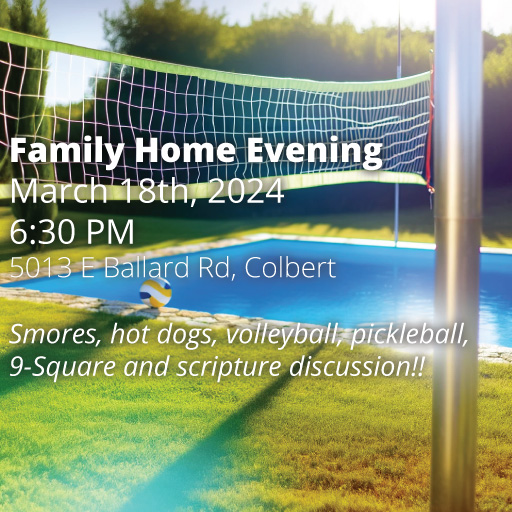 Family Home Evening
March 18th, 2024
6:30 PM
5013 E Ballard Rd, Colbert
Smores, hot dogs, volleyball, pickleball,
9-Square and scripture discussion!!